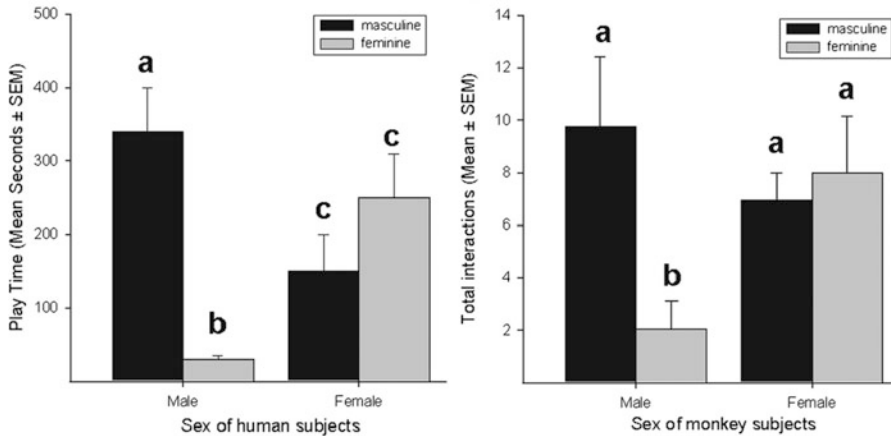 500
400
300
200
100
Play Time (Mean Seconds ± SEM)
masculine
feminine
a
b
c
c
Male
Female
Sex of human subjects
14
12
10
8
6
4
2
Total interactions (Mean ± SEM)
masculine
feminine
a
b
a
a
Male
Female
Sex of monkey subjects